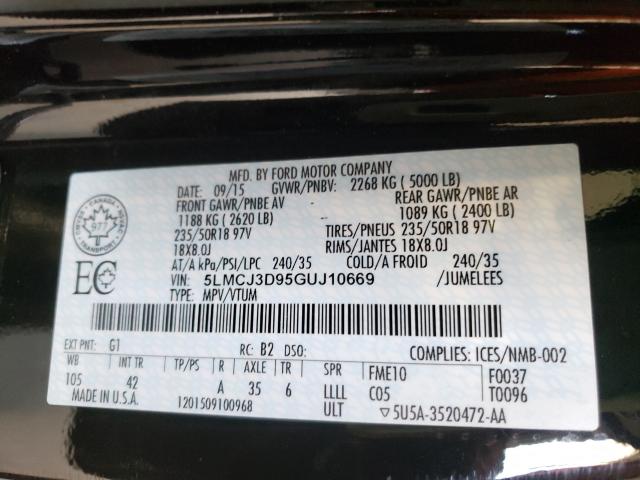 MFD. BY FORD MOTOR COMPANY
DATE: 09/15 GVWR/PNBV: 2268 KG ( 5000 LB)
FRONT GAWR/PNBE AV REAR GAWR/PNBE AR
1188 KG ( 2620 LB) 1089 KG ( 2400 LB)
235/50R18 97V TIRES/PNEUS 235/50R18 97V
18X8.0J RIMS/JANTES 18X8.0J
AT/A kPa/PSI/LPC 240/35 COLD/A FROID 240/35
VIN: 5LMCJ3D95GUJ10669 /JUMELEES
TYPE: MPV/VTUM
CANADA
977
TRANSPORT
EC
EXT PNT: G1 RC: B2 DSO: COMPLIES: ICES/NMB-002
WB INT TR TP/PS R AXLE TR SPR FME10 F0037
105 42 A 35 6 LLLL C05 T0096
MADE IN U.S.A. 1201509100968 ULT ▽5U5A-3520472-AA